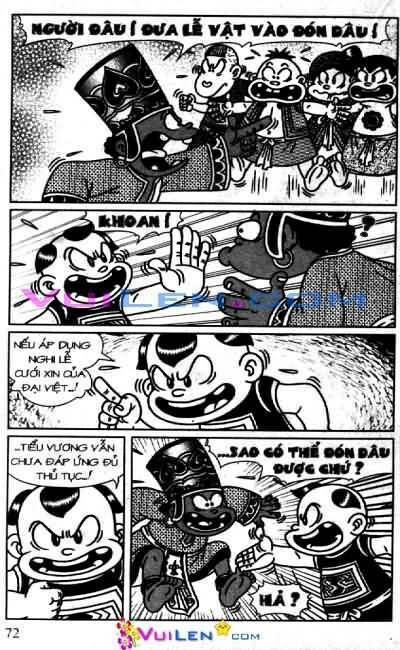 NGƯỜI ĐÂU! ĐƯA LỄ VẬT VÀO ĐÓN DÂU!
KHOAN!
?
VUILEN.COM
NẾU ÁP DỤNG
NGHI LỄ
CƯỚI XIN CỦA
ĐẠI VIỆT...!
...TIỂU VƯƠNG VẪN
CHƯA ĐÁP ỨNG ĐỦ
THỦ TỤC...!
...SAO CÓ THỂ ĐÓN DÂU
ĐƯỢC CHỨ?
HẢ?
72
VUILEN.COM